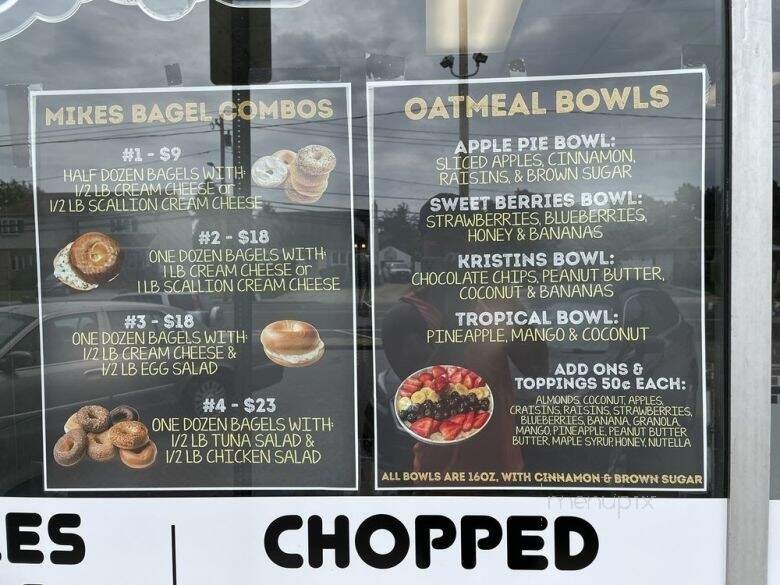 MIKES BAGEL COMBOS
#1 - $9
HALF DOZEN BAGELS WITH:
1/2 LB CREAM CHEESE or
1/2 LB SCALLION CREAM CHEESE
#2 - $18
ONE DOZEN BAGELS WITH:
1 LB CREAM CHEESE or
1 LB SCALLION CREAM CHEESE
#3 - $18
ONE DOZEN BAGELS WITH:
1/2 LB CREAM CHEESE &
1/2 LB EGG SALAD
#4 - $23
ONE DOZEN BAGELS WITH:
1/2 LB TUNA SALAD &
1/2 LB CHICKEN SALAD
OATMEAL BOWLS
APPLE PIE BOWL:
SLICED APPLES, CINNAMON,
RAISINS, & BROWN SUGAR
SWEET BERRIES BOWL:
STRAWBERRIES, BLUEBERRIES,
HONEY & BANANAS
KRISTINS BOWL:
CHOCOLATE CHIPS, PEANUT BUTTER,
COCONUT & BANANAS
TROPICAL BOWL:
PINEAPPLE, MANGO & COCONUT
ADD ONS &
TOPPINGS 50¢ EACH:
ALMONDS, COCONUT, APPLES,
CRAISINS, RAISINS, STRAWBERRIES,
BLUEBERRIES, BANANA, GRANOLA,
MANGO, PINEAPPLE, PEANUT BUTTER,
BUTTER, MAPLE SYRUP, HONEY, NUTELLA
ALL BOWLS ARE 16OZ, WITH CINNAMON & BROWN SUGAR
menupix
ES
CHOPPED